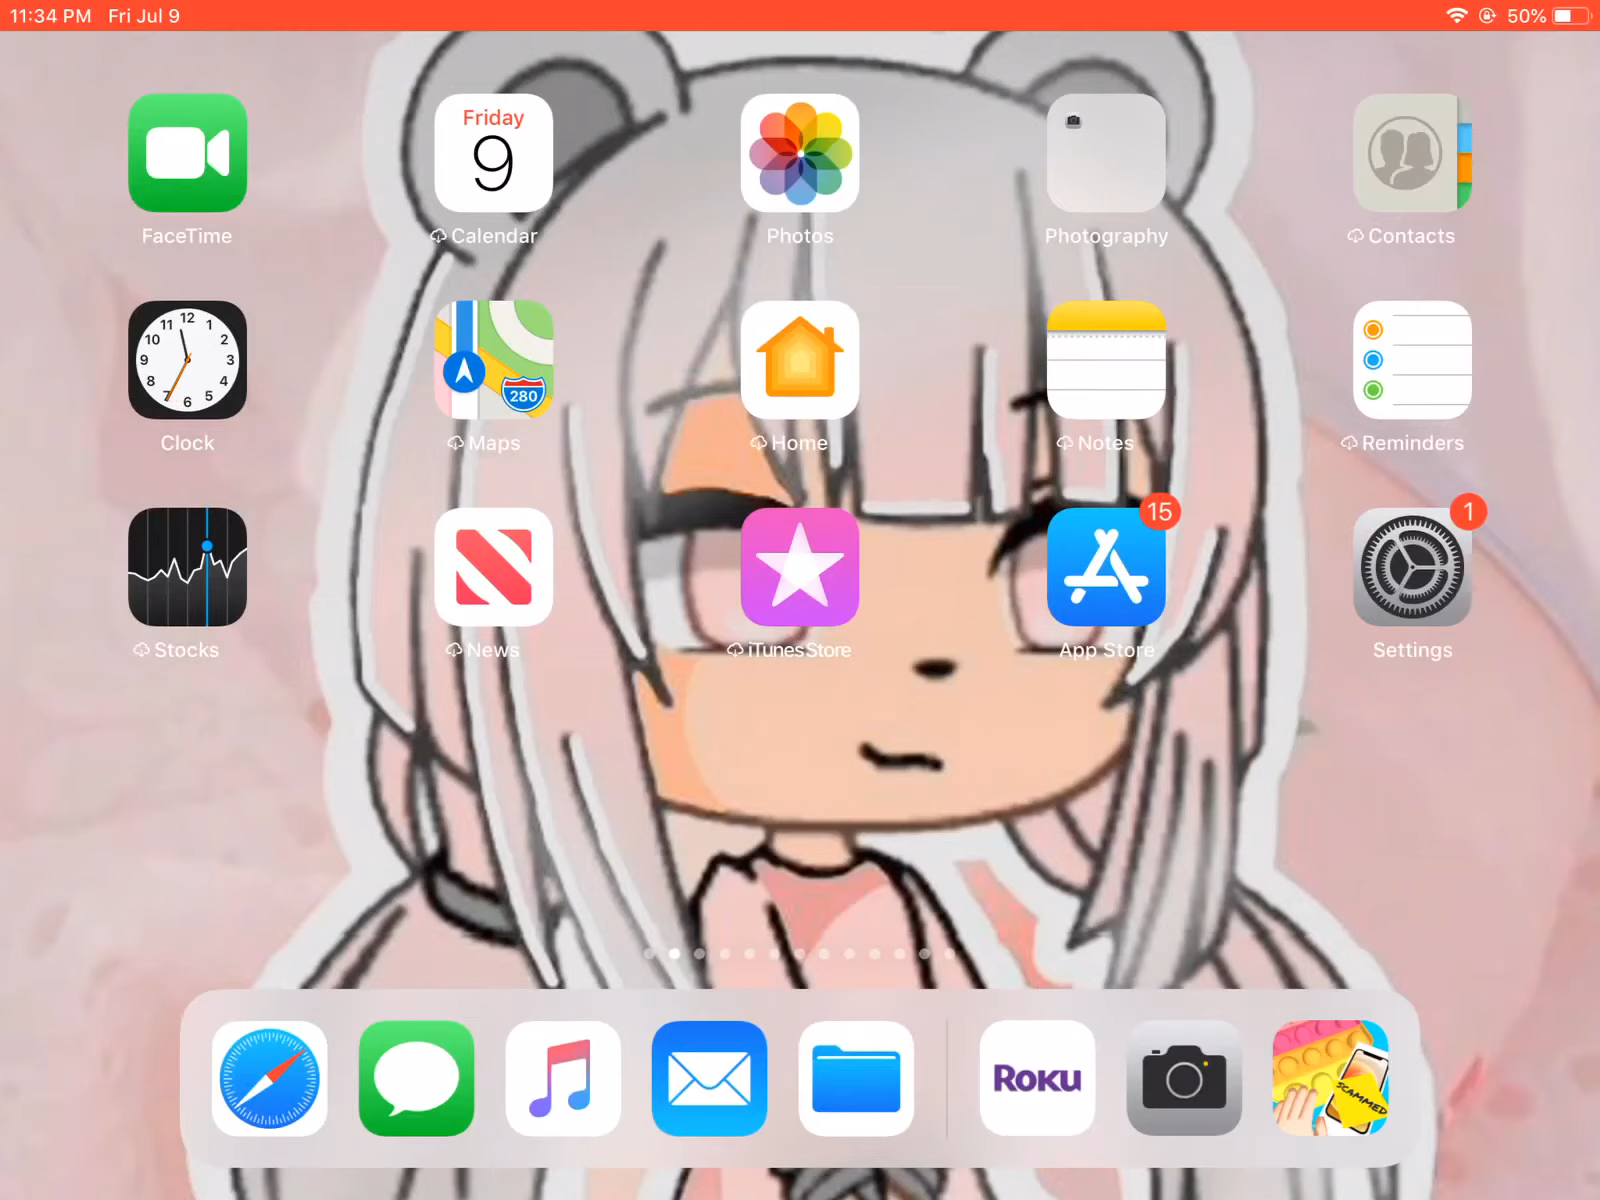 11:34 PM Fri Jul 9 50%
FaceTime
Friday
9
Calendar
Photos
Photography
Contacts
12
1
2
3
4
5
6
7
8
9
10
11
Clock
280
Maps
Home
Notes
Reminders
Stocks
News
iTunes Store
15
App Store
1
Settings
ROKU
SCAMMED